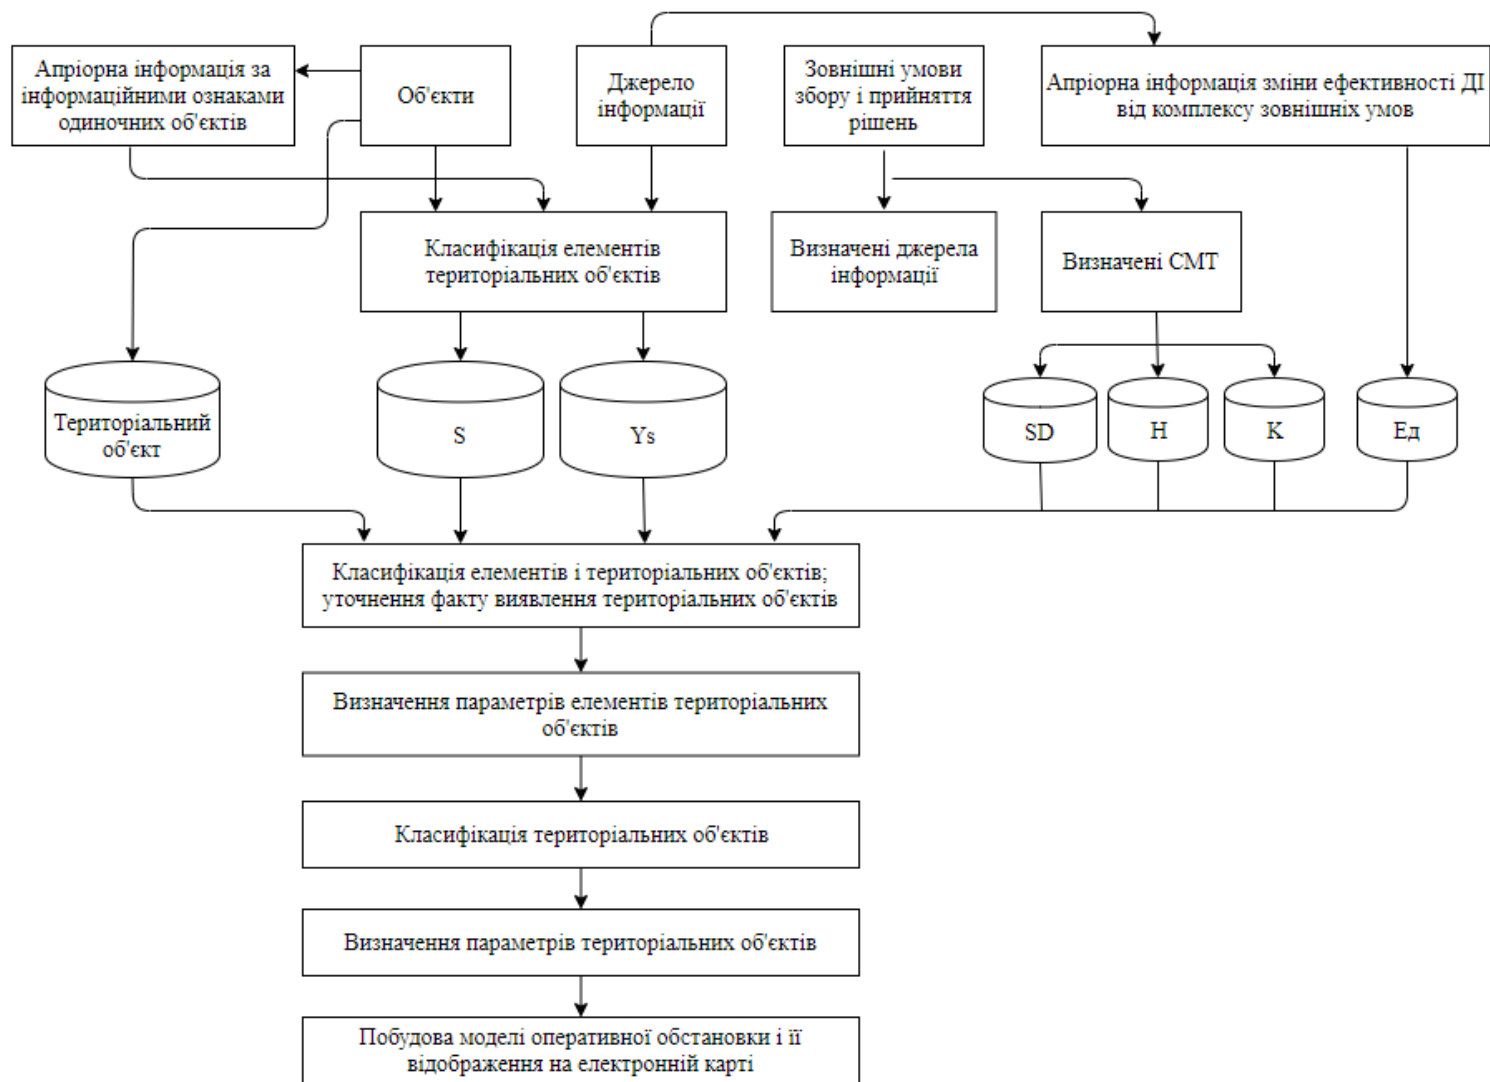 Апріорна інформація за
інформаційними ознаками
одиночних об'єктів
Об'єкти
Джерело
інформації
Зовнішні умови
збору і прийняття
рішень
Апріорна інформація зміни ефективності ДІ
від комплексу зовнішніх умов
Класифікація елементів
територіальних об'єктів
Визначені джерела
інформації
Визначені СМТ
Територіальний
об'єкт
S
Ys
SD
H
K
Ед
Класифікація елементів і територіальних об'єктів;
уточнення факту виявлення територіальних об'єктів
Визначення параметрів елементів територіальних
об'єктів
Класифікація територіальних об'єктів
Визначення параметрів територіальних об'єктів
Побудова моделі оперативної обстановки і її
відображення на електронній карті